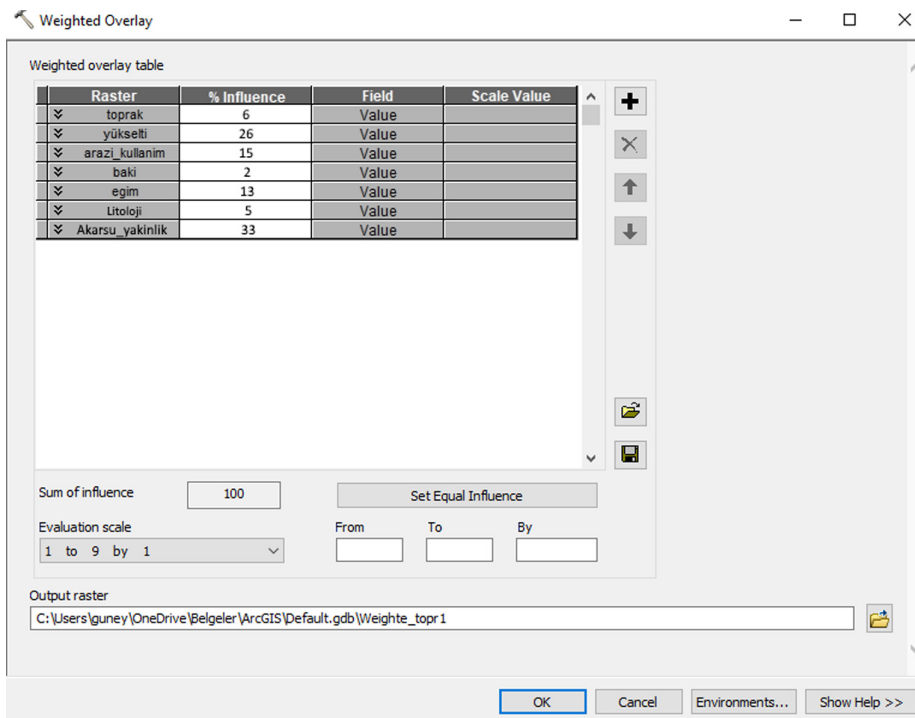 Weighted Overlay
Weighted overlay table
Raster % Influence Field Scale Value
toprak 6 Value
yükselti 26 Value
arazi_kullanim 15 Value
baki 2 Value
egim 13 Value
Litoloji 5 Value
Akarsu_yakinlik 33 Value
Sum of influence 100 Set Equal Influence
Evaluation scale From To By
1 to 9 by 1
Output raster
C:\Users\guney\OneDrive\Belgeler\ArcGIS\Default.gdb\Weighte_topr1
OK Cancel Environments... Show Help >>